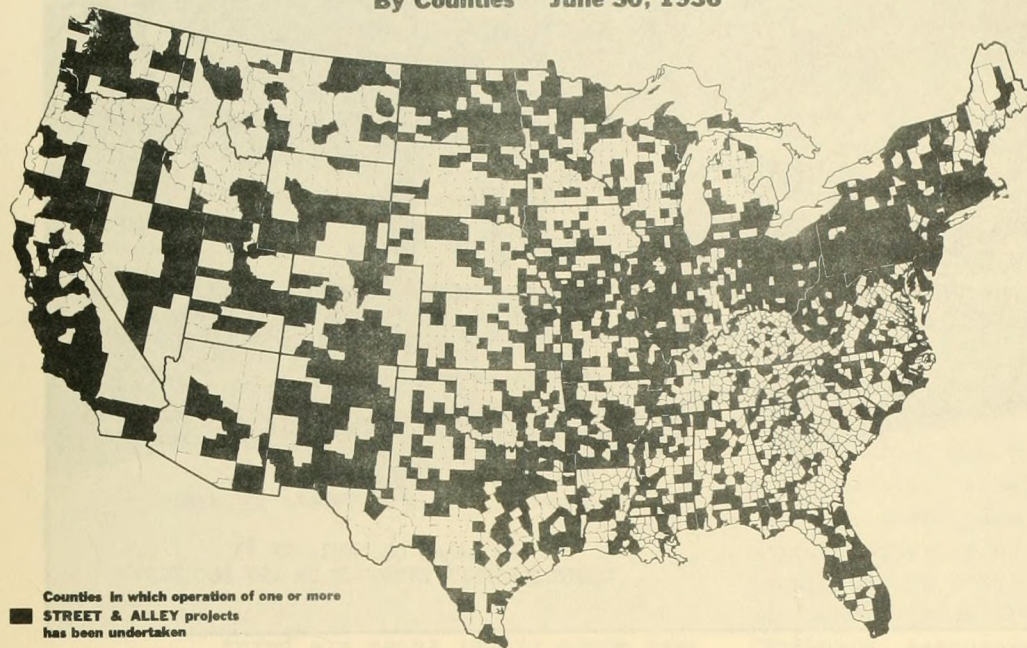 By Counties June 30, 1936
Counties in which operation of one or more
STREET & ALLEY projects
has been undertaken